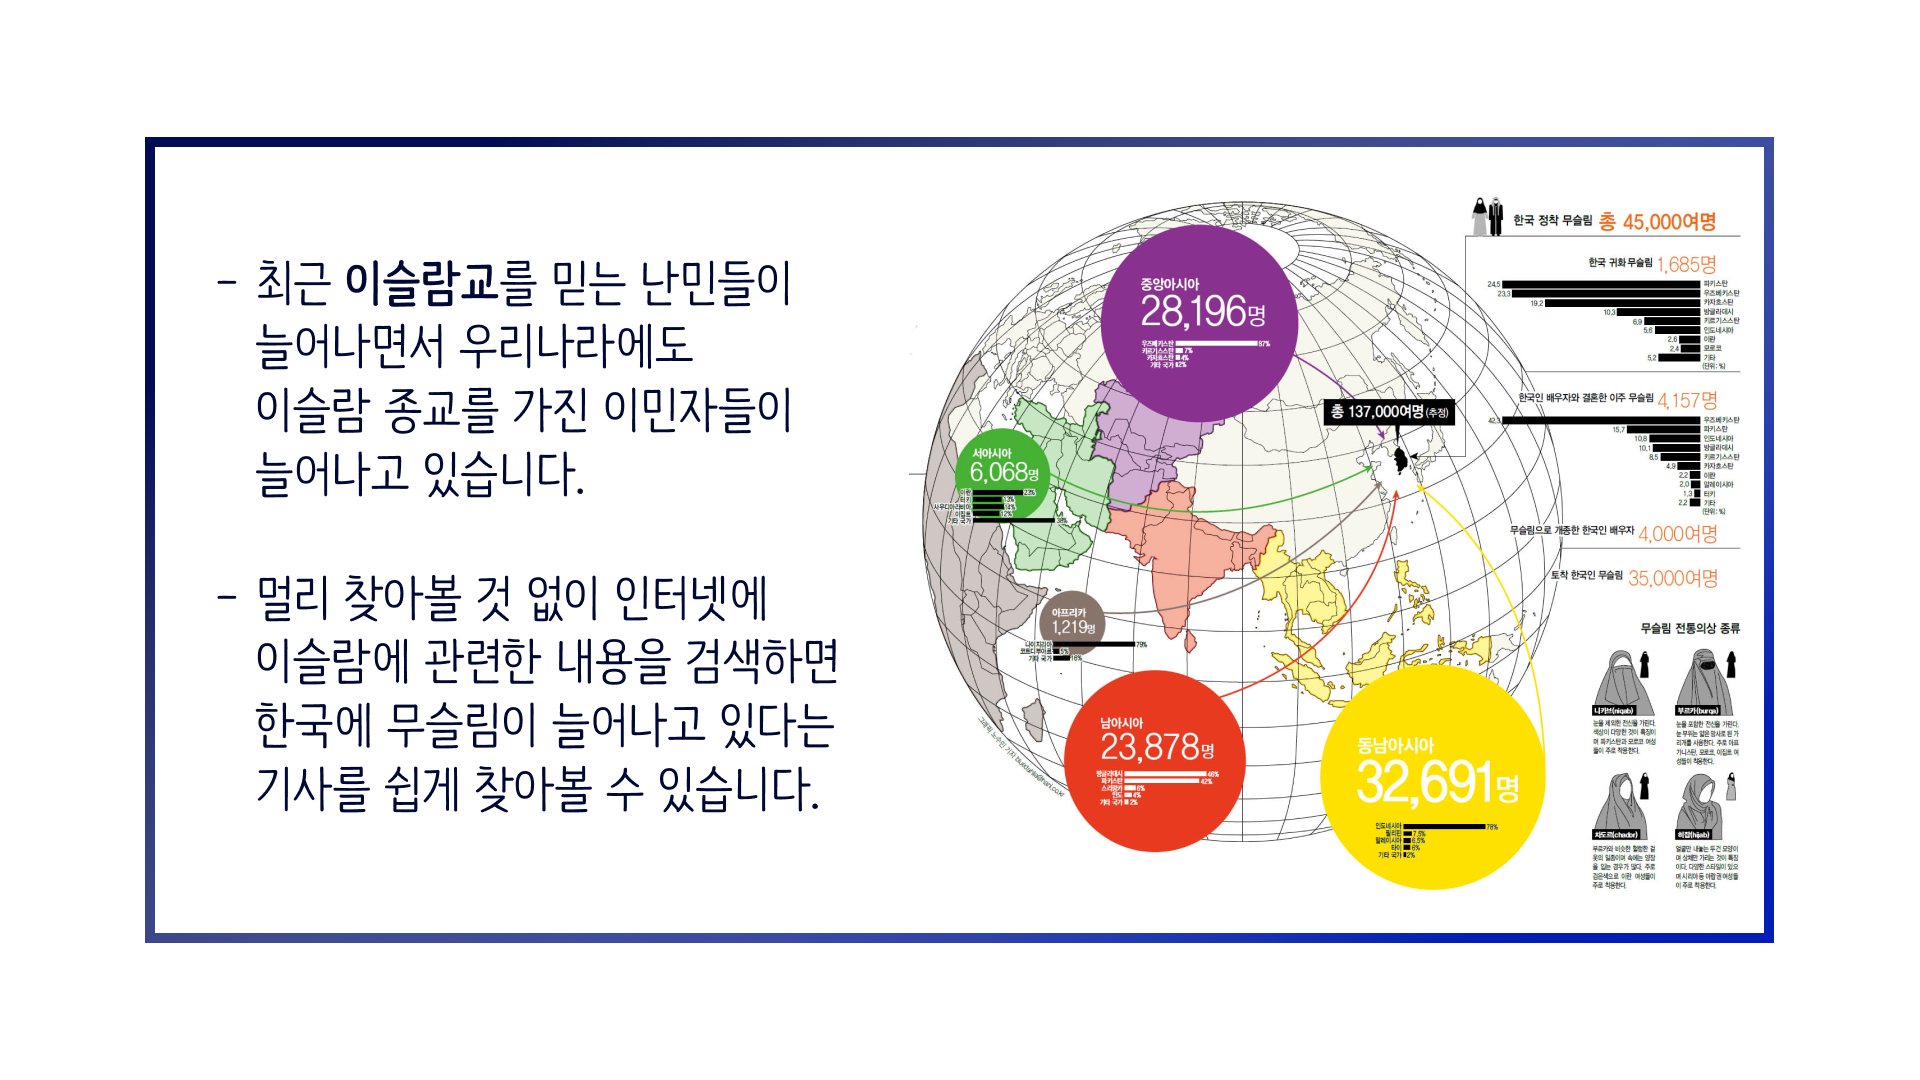 - 최근 이슬람교를 믿는 난민들이
늘어나면서 우리나라에도
이슬람 종교를 가진 이민자들이
늘어나고 있습니다.
- 멀리 찾아볼 것 없이 인터넷에
이슬람에 관련한 내용을 검색하면
한국에 무슬림이 늘어나고 있다는
기사를 쉽게 찾아볼 수 있습니다.
중앙아시아
28,196명
우즈베키스탄 87%
키르기스스탄 7%
카자흐스탄 4%
기타 국가 2%
총 137,000여명(추정)
서아시아
6,068명
이란 23%
터키 13%
사우디아라비아 14%
이집트 12%
기타 국가 38%
아프리카
1,219명
나이지리아 79%
코트디부아르 5%
기타 국가 16%
남아시아
23,878명
방글라데시 46%
파키스탄 42%
스리랑카 6%
인도 4%
기타 국가 2%
동남아시아
32,691명
인도네시아 78%
필리핀 7.5%
말레이시아 6.5%
타이 6%
기타 국가 2%
그래픽 노수민 기자 bluedahlia@hani.co.kr
한국 정착 무슬림 총 45,000여명
한국 귀화 무슬림 1,685명
24.5 파키스탄
23.3 우즈베키스탄
19.2 카자흐스탄
10.3 방글라데시
6.9 키르기스스탄
5.6 인도네시아
2.6 이란
2.4 모로코
5.2 기타
(단위: %)
한국인 배우자와 결혼한 이주 무슬림 4,157명
42.3 우즈베키스탄
15.7 파키스탄
10.8 인도네시아
10.1 방글라데시
8.5 키르기스스탄
4.9 카자흐스탄
2.2 이란
2.0 말레이시아
1.3 터키
2.2 기타
(단위: %)
무슬림으로 개종한 한국인 배우자 4,000여명
토착 한국인 무슬림 35,000여명
무슬림 전통의상 종류
니캅브(niqab)
눈을 제외한 전신을 가린다.
색상이 다양한 것이 특징이
며 파키스탄과 모로코 여성
들이 주로 착용한다.
부르카(burqa)
눈을 포함한 전신을 가린다.
눈 부위는 얇은 망사로 된 가
리개를 사용한다. 주로 아프
가니스탄, 모로코, 이집트 여
성들이 착용한다.
차도르(chador)
부르카와 비슷한 헐렁한 겉
옷의 일종이며 속에는 양장
을 입는 경우가 많다. 주로
검은색으로 이란 여성들이
주로 착용한다.
히잡(hijab)
얼굴만 내놓는 두건 모양이
며 상체만 가리는 것이 특징
이다. 다양한 스타일이 있으
며 시리아 등 아랍권 여성들
이 주로 착용한다.